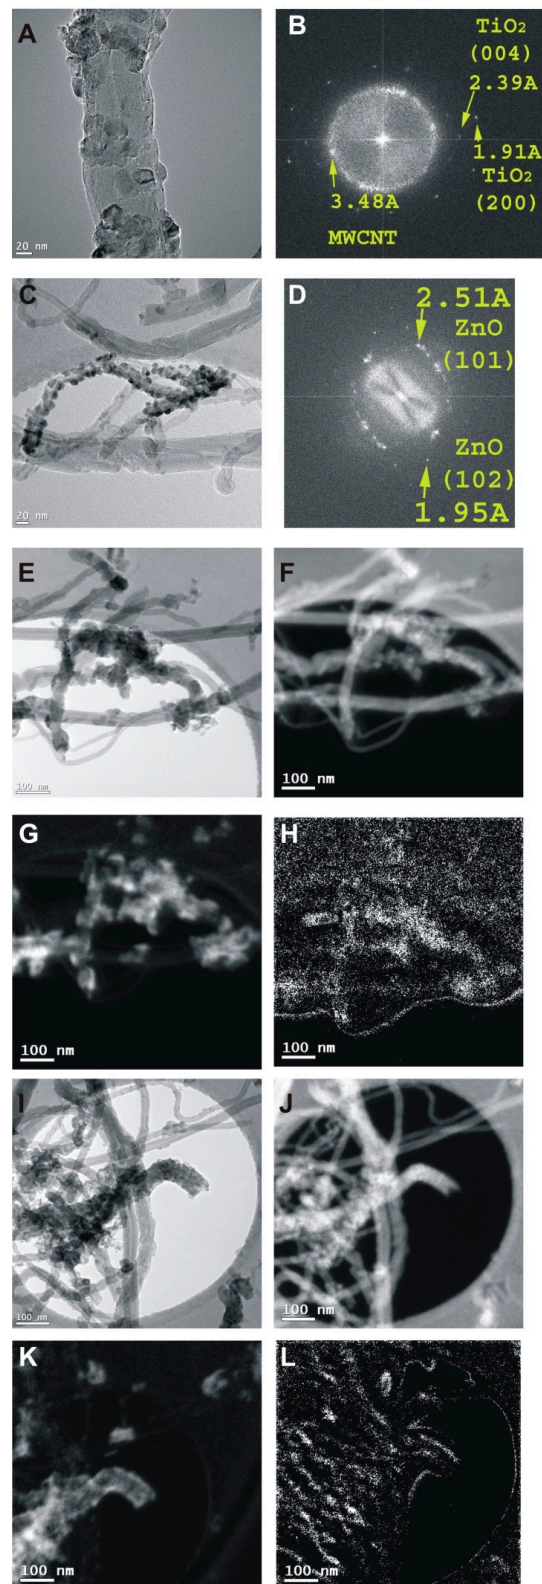 A
20 nm
B
TiO2
(004)
2.39A
1.91A
TiO2
(200)
3.48A
MWCNT
C
20 nm
D
2.51A
ZnO
(101)
ZnO
(102)
1.95A
E
100 nm
F
100 nm
G
100 nm
H
100 nm
I
100 nm
J
100 nm
K
100 nm
L
100 nm